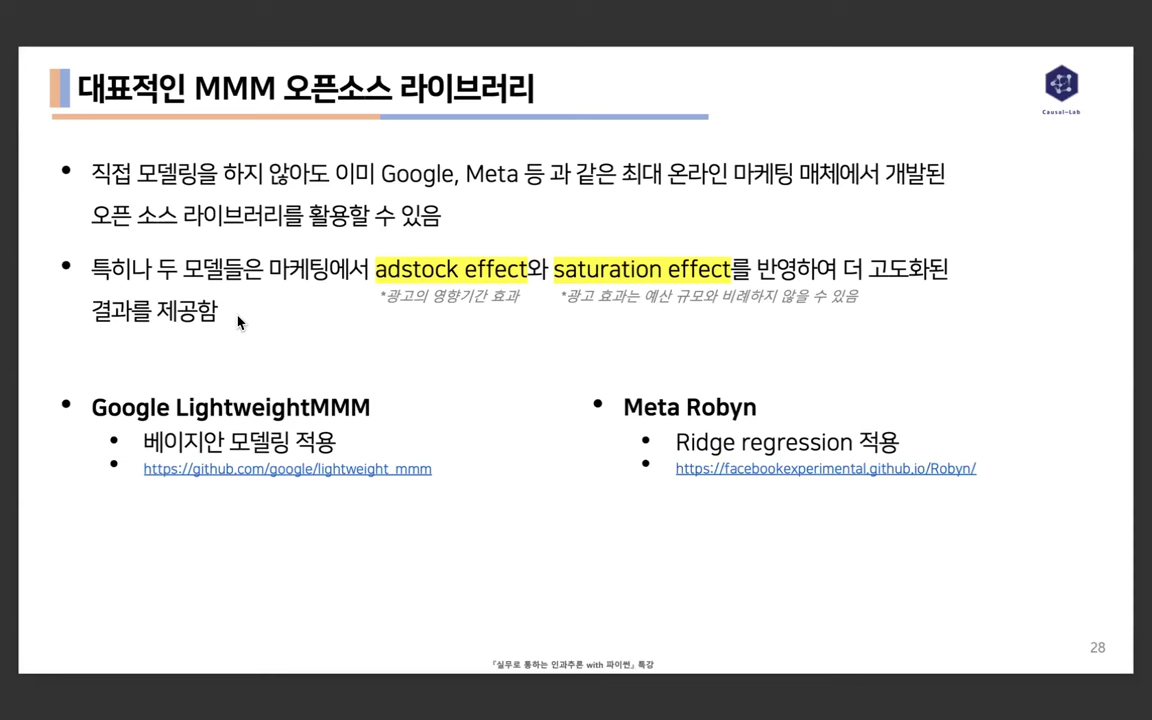 대표적인 MMM 오픈소스 라이브러리
Causal-Lab
• 직접 모델링을 하지 않아도 이미 Google, Meta 등 과 같은 최대 온라인 마케팅 매체에서 개발된
오픈 소스 라이브러리를 활용할 수 있음
• 특히나 두 모델들은 마케팅에서 adstock effect와 saturation effect를 반영하여 더 고도화된
*광고의 영향기간 효과 *광고 효과는 예산 규모와 비례하지 않을 수 있음
결과를 제공함
• Google LightweightMMM
• 베이지안 모델링 적용
• https://github.com/google/lightweight_mmm
• Meta Robyn
• Ridge regression 적용
• https://facebookexperimental.github.io/Robyn/
28
「실무로 통하는 인과추론 with 파이썬」 특강